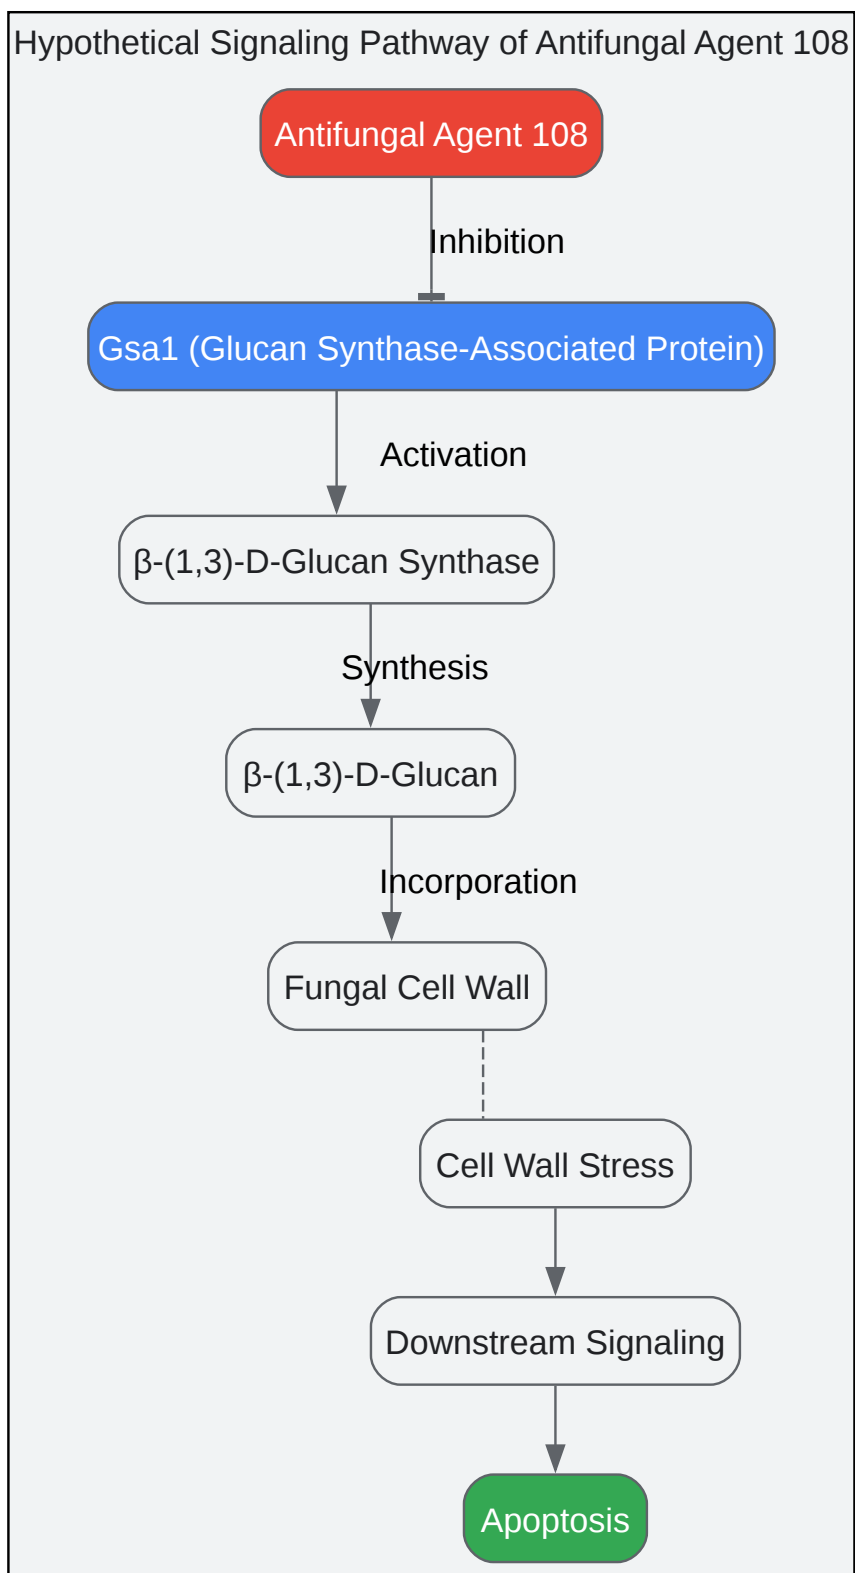 Hypothetical Signaling Pathway of Antifungal Agent 108
Antifungal Agent 108
Inhibition
Gsa1 (Glucan Synthase-Associated Protein)
Activation
β-(1,3)-D-Glucan Synthase
Synthesis
β-(1,3)-D-Glucan
Incorporation
Fungal Cell Wall
Cell Wall Stress
Downstream Signaling
Apoptosis